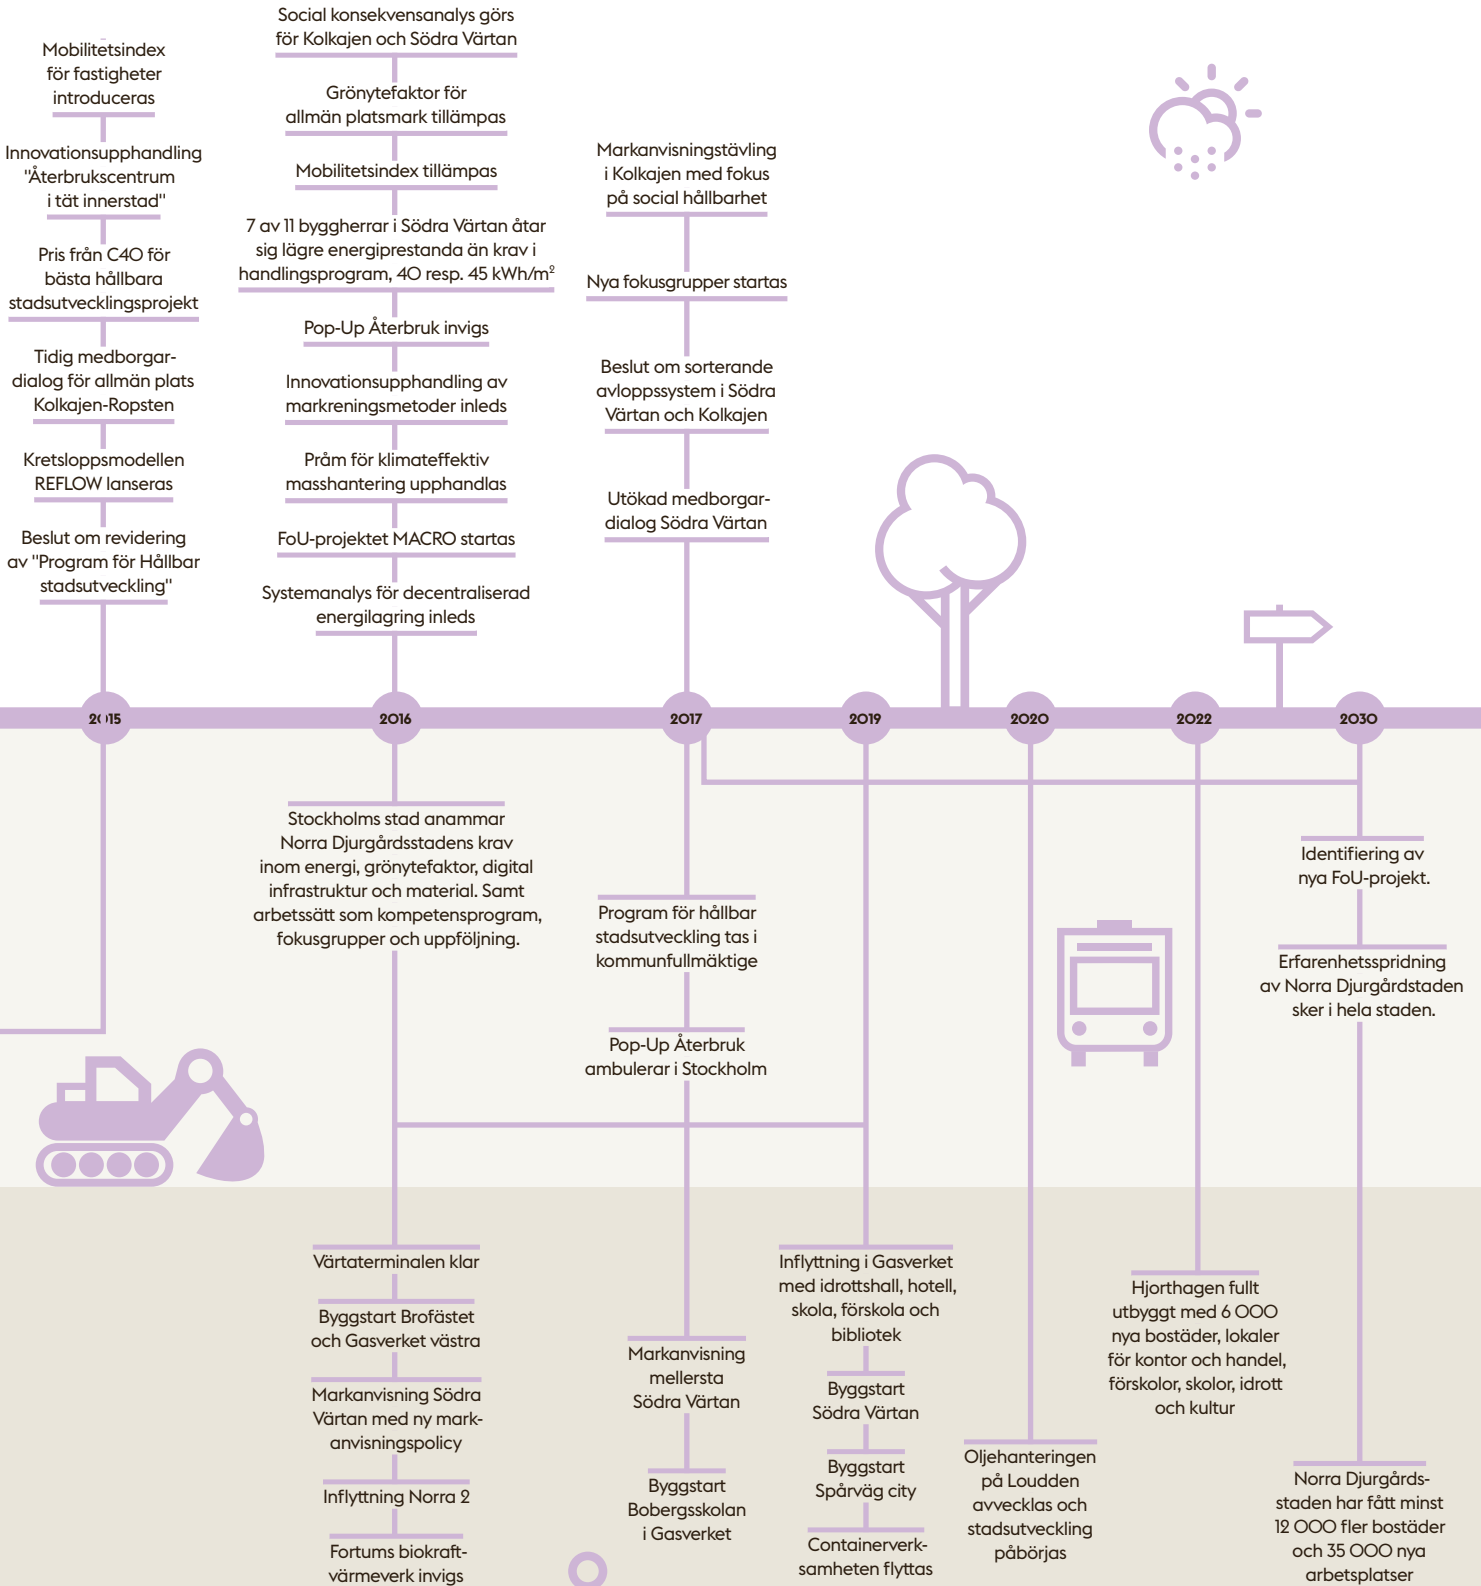 Mobilitetsindex
för fastigheter
introduceras
Innovationsupphandling
"Återbrukscentrum
i tät innerstad"
Pris från C40 för
bästa hållbara
stadsutvecklingsprojekt
Tidig medborgar-
dialog för allmän plats
Kolkajen-Ropsten
Kretsloppsmodellen
REFLOW lanseras
Beslut om revidering
av "Program för Hållbar
stadsutveckling"
Social konsekvensanalys görs
för Kolkajen och Södra Värtan
Grönytefaktor för
allmän platsmark tillämpas
Mobilitetsindex tillämpas
7 av 11 byggherrar i Södra Värtan åtar
sig lägre energiprestanda än krav i
handlingsprogram, 40 resp. 45 kWh/m²
Pop-Up Återbruk invigs
Innovationsupphandling av
markreningsmetoder inleds
Pråm för klimateffektiv
masshantering upphandlas
FoU-projektet MACRO startas
Systemanalys för decentraliserad
energilagring inleds
Markanvisningstävling
i Kolkajen med fokus
på social hållbarhet
Nya fokusgrupper startas
Beslut om sorterande
avloppssystem i Södra
Värtan och Kolkajen
Utökad medborgar-
dialog Södra Värtan
2015
2016
2017
2019
2020
2022
2030
Stockholms stad anammar
Norra Djurgårdsstadens krav
inom energi, grönytefaktor, digital
infrastruktur och material. Samt
arbetssätt som kompetensprogram,
fokusgrupper och uppföljning.
Program för hållbar
stadsutveckling tas i
kommunfullmäktige
Pop-Up Återbruk
ambulerar i Stockholm
Identifiering av
nya FoU-projekt.
Erfarenhetsspridning
av Norra Djurgårdstaden
sker i hela staden.
Värtaterminalen klar
Byggstart Brofästet
och Gasverket västra
Markanvisning Södra
Värtan med ny mark-
anvisningspolicy
Inflyttning Norra 2
Fortums biokraft-
värmeverk invigs
Markanvisning
mellersta
Södra Värtan
Byggstart
Bobergsskolan
i Gasverket
Inflyttning i Gasverket
med idrottshall, hotell,
skola, förskola och
bibliotek
Byggstart
Södra Värtan
Byggstart
Spårväg city
Containerverk-
samheten flyttas
Oljehanteringen
på Loudden
avvecklas och
stadsutveckling
påbörjas
Hjorthagen fullt
utbyggt med 6 000
nya bostäder, lokaler
för kontor och handel,
förskolor, skolor, idrott
och kultur
Norra Djurgårds-
staden har fått minst
12 000 fler bostäder
och 35 000 nya
arbetsplatser